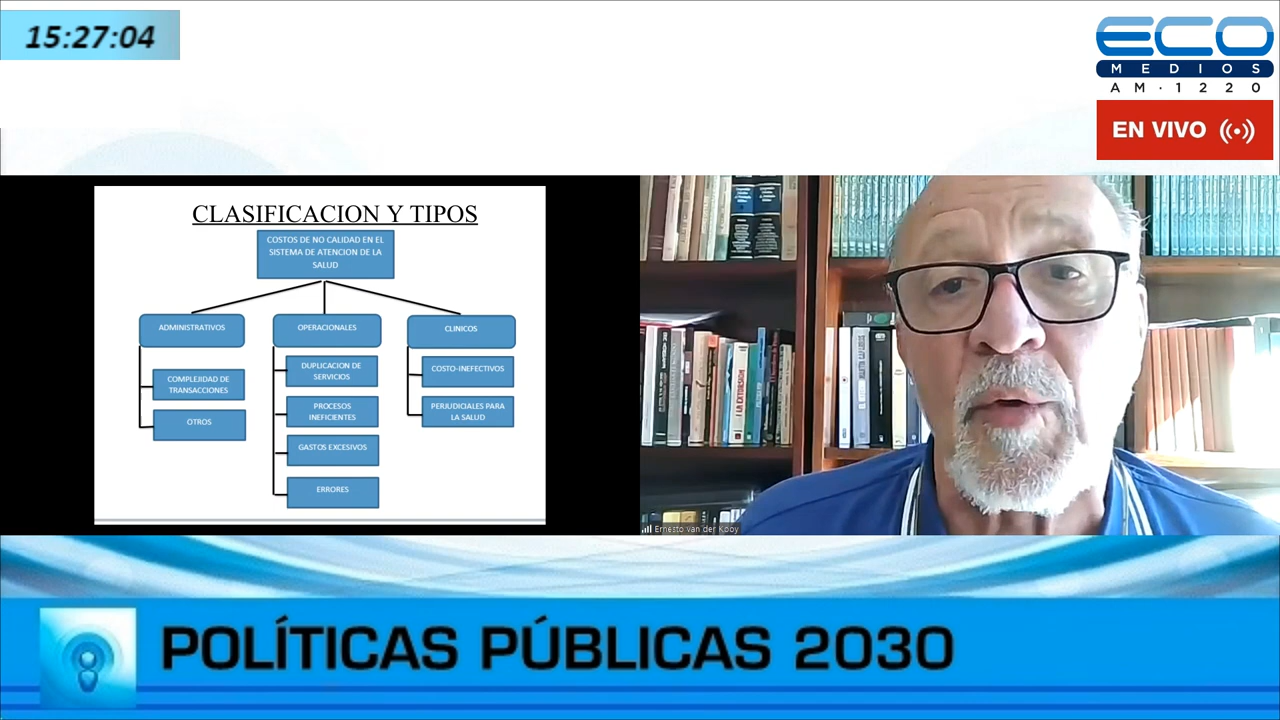 15:27:04
ECO
MEDIOS
AM·1220
EN VIVO
CLASIFICACION Y TIPOS
COSTOS DE NO CALIDAD EN EL
SISTEMA DE ATENCION DE LA
SALUD
ADMINISTRATIVOS
OPERACIONALES
CLINICOS
COMPLEJIDAD DE
TRANSACCIONES
OTROS
DUPLICACION DE
SERVICIOS
PROCESOS
INEFICIENTES
GASTOS EXCESIVOS
ERRORES
COSTO-INEFECTIVOS
PERJUDICIALES PARA
LA SALUD
Ernesto van der Kooy
POLÍTICAS PÚBLICAS 2030